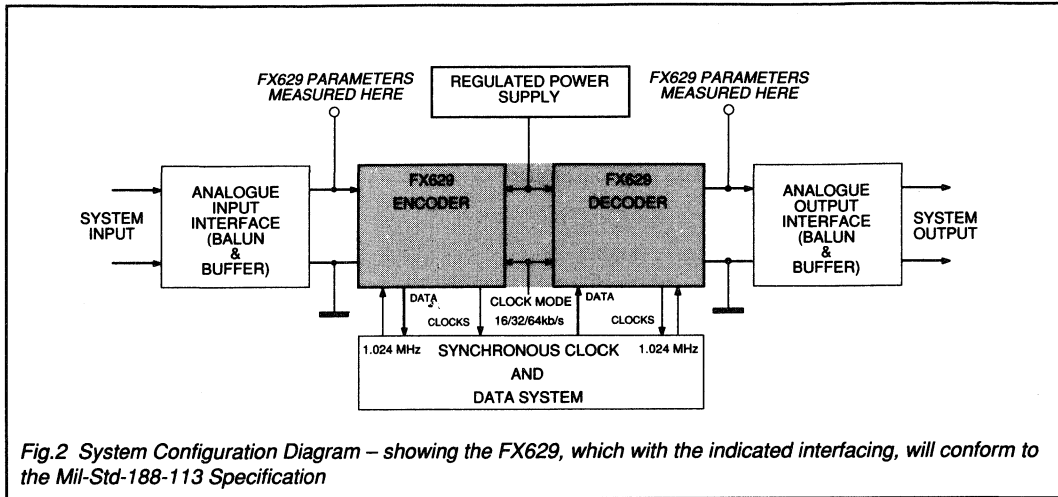 FX629 PARAMETERS
MEASURED HERE
REGULATED POWER
SUPPLY
FX629 PARAMETERS
MEASURED HERE
SYSTEM
INPUT
ANALOGUE
INPUT
INTERFACE
(BALUN
&
BUFFER)
FX629
ENCODER
FX629
DECODER
ANALOGUE
OUTPUT
INTERFACE
(BALUN
&
BUFFER)
SYSTEM
OUTPUT
DATA
CLOCKS
CLOCK MODE
16/32/64kb/s
DATA
CLOCKS
1.024 MHz
SYNCHRONOUS CLOCK
AND
DATA SYSTEM
1.024 MHz
Fig.2 System Configuration Diagram – showing the FX629, which with the indicated interfacing, will conform to
the Mil-Std-188-113 Specification